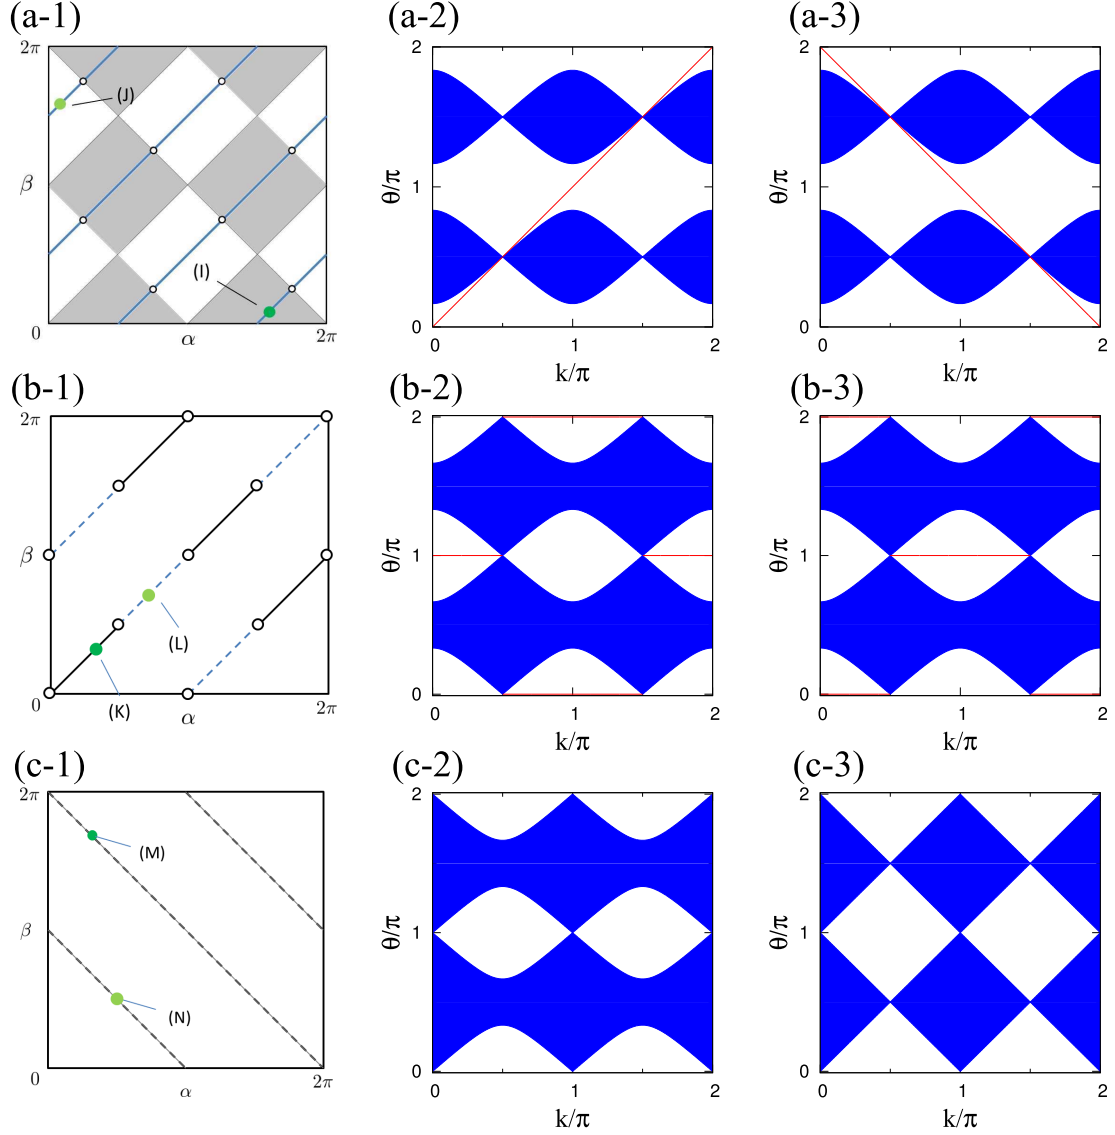 (a-1) (a-2) (a-3)
2π 2 2
(J)
β θ/π 1 θ/π 1
(I)
0 α 2π 0 0
0 1 2 0 1 2
k/π k/π
(b-1) (b-2) (b-3)
2π 2 2
β θ/π 1 θ/π 1
(L)
0 (K) α 2π 0 0
0 1 2 0 1 2
k/π k/π
(c-1) (c-2) (c-3)
2π 2 2
(M)
β θ/π 1 θ/π 1
(N)
0 α 2π 0 0
0 1 2 0 1 2
k/π k/π